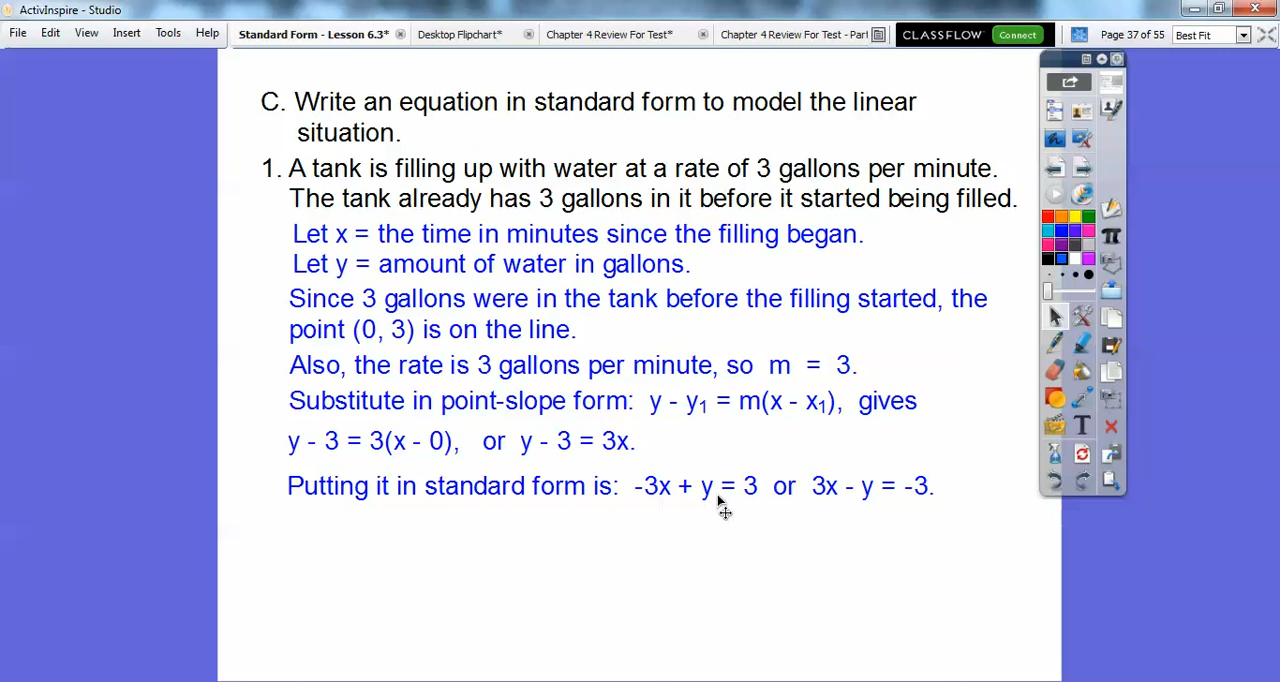 ActivInspire - Studio
File Edit View Insert Tools Help
Standard Form - Lesson 6.3* Desktop Flipchart* Chapter 4 Review For Test* Chapter 4 Review For Test - Part
CLASSFLOW Connect
Page 37 of 55 Best Fit
C. Write an equation in standard form to model the linear
situation.
1. A tank is filling up with water at a rate of 3 gallons per minute.
The tank already has 3 gallons in it before it started being filled.
Let x = the time in minutes since the filling began.
Let y = amount of water in gallons.
Since 3 gallons were in the tank before the filling started, the
point (0, 3) is on the line.
Also, the rate is 3 gallons per minute, so m = 3.
Substitute in point-slope form: y - y₁ = m(x - x₁), gives
y - 3 = 3(x - 0), or y - 3 = 3x.
Putting it in standard form is: -3x + y = 3 or 3x - y = -3.